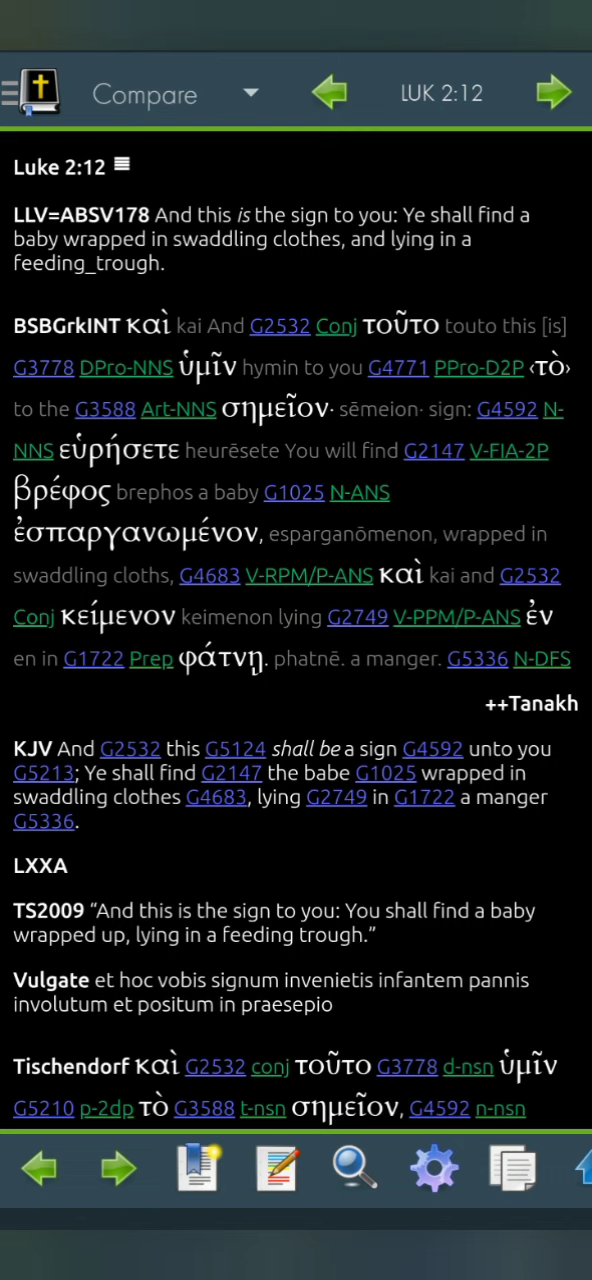 Compare
LUK 2:12
Luke 2:12
LLV=ABSV178 And this is the sign to you: Ye shall find a
baby wrapped in swaddling clothes, and lying in a
feeding_trough.
BSBGrkINT καὶ kai And G2532 Conj τοῦτο touto this [is]
G3778 DPro-NNS ὑμῖν hymin to you G4771 PPro-D2P ‹τὸ›
to the G3588 Art-NNS σημεῖον· sēmeion· sign: G4592 N-
NNS εὑρήσετε heurēsete You will find G2147 V-FIA-2P
βρέφος brephos a baby G1025 N-ANS
ἐσπαργανωμένον, esparganōmenon, wrapped in
swaddling cloths, G4683 V-RPM/P-ANS καὶ kai and G2532
Conj κείμενον keimenon lying G2749 V-PPM/P-ANS ἐν
en in G1722 Prep φάτνῃ. phatnē. a manger. G5336 N-DFS
++Tanakh
KJV And G2532 this G5124 shall be a sign G4592 unto you
G5213; Ye shall find G2147 the babe G1025 wrapped in
swaddling clothes G4683, lying G2749 in G1722 a manger
G5336.
LXXA
TS2009 “And this is the sign to you: You shall find a baby
wrapped up, lying in a feeding trough.”
Vulgate et hoc vobis signum invenietis infantem pannis
involutum et positum in praesepio
Tischendorf καὶ G2532 conj τοῦτο G3778 d-nsn ὑμῖν
G5210 p-2dp τὸ G3588 t-nsn σημεῖον, G4592 n-nsn